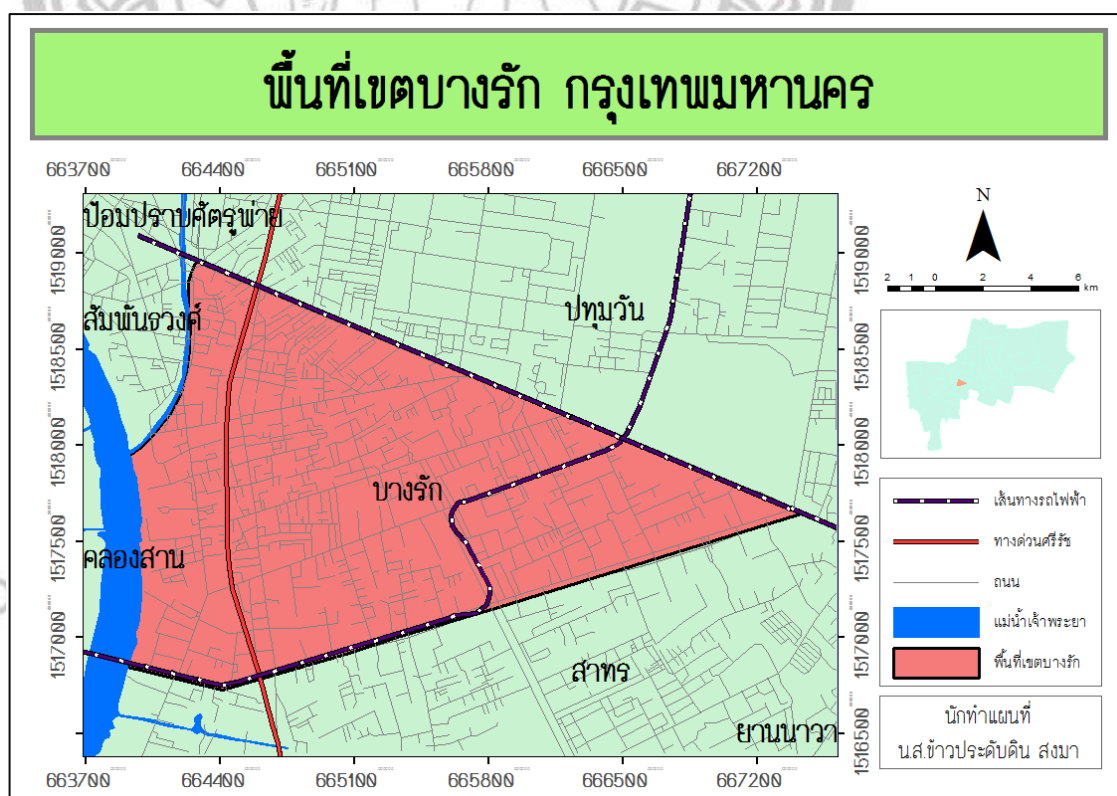 พื้นที่เขตบางรัก กรุงเทพมหานคร
663700 664400 665100 665800 666500 667200
ป้อมปราบศัตรูพ่าย
สัมพันธวงศ์
ปทุมวัน
บางรัก
คลองสาน
สาทร
ยานนาวา
1519000 1519000
1518500 1518500
1518000 1518000
1517500 1517500
1517000 1517000
1516500 1516500
663700 664400 665100 665800 666500 667200
N
2 1 0 2 4 6
km
เส้นทางรถไฟฟ้า
ทางด่วนศรีรัช
ถนน
แม่น้ำเจ้าพระยา
พื้นที่เขตบางรัก
นักทำแผนที่
น.ส.ข้าวประดับดิน สงมา